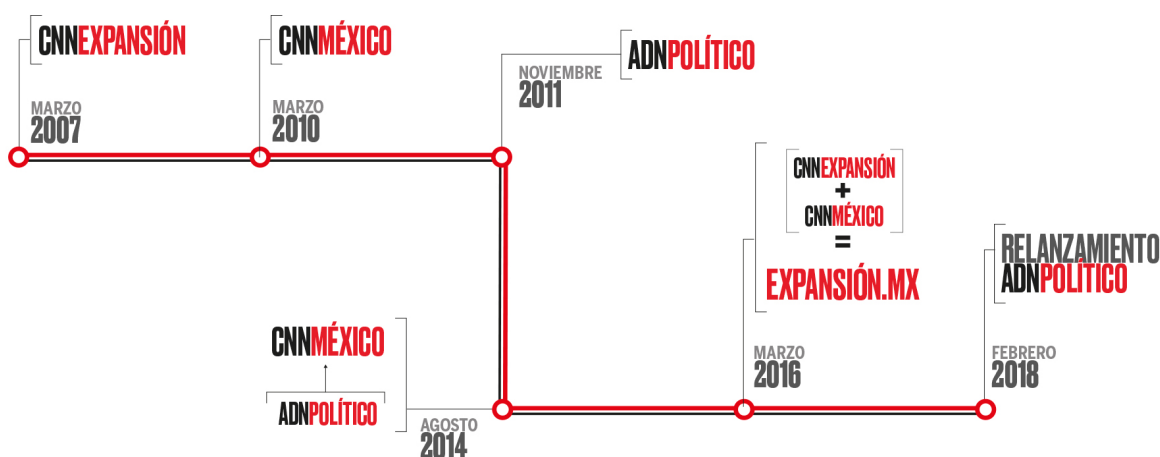 CNNEXPANSIÓN
MARZO
2007
CNNMÉXICO
MARZO
2010
ADNPOLÍTICO
NOVIEMBRE
2011
CNNMÉXICO
ADNPOLÍTICO
AGOSTO
2014
CNNEXPANSIÓN
+
CNNMÉXICO
=
EXPANSIÓN.MX
MARZO
2016
RELANZAMIENTO
ADNPOLÍTICO
FEBRERO
2018